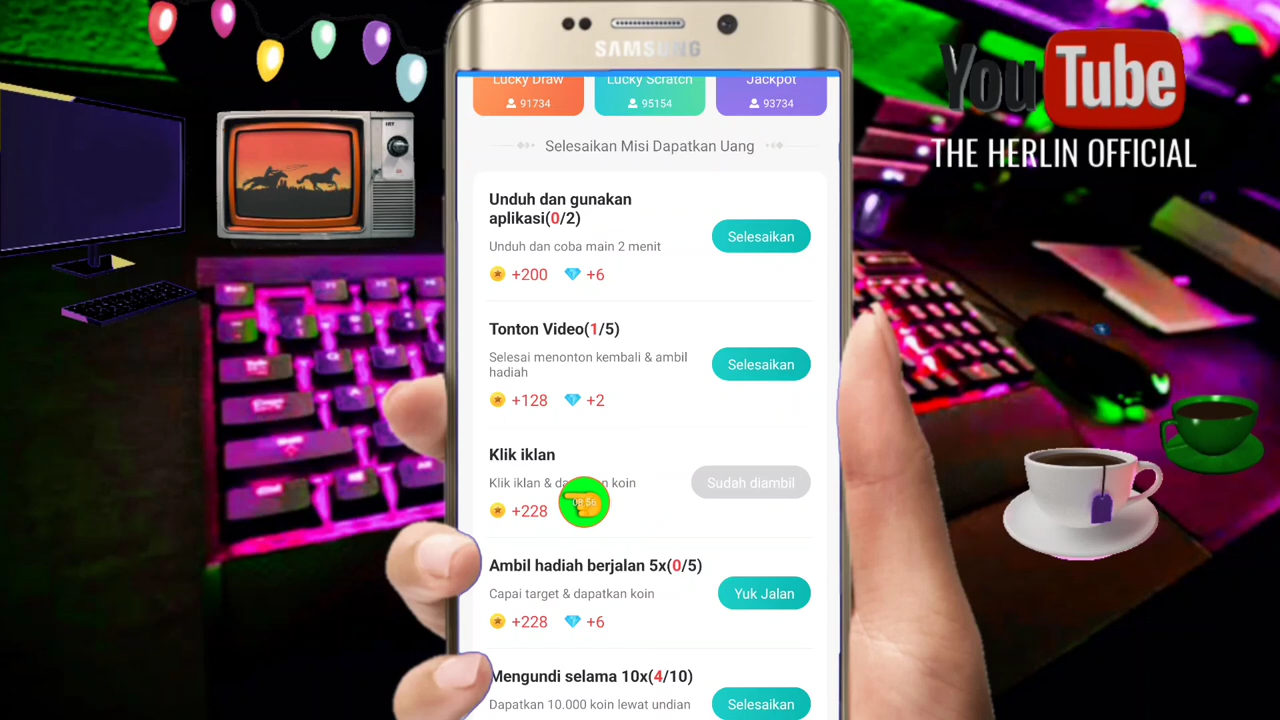 SAMSUNG
Lucky Draw
91734
Lucky Scratch
95154
Jackpot
93734
YouTube
THE HERLIN OFFICIAL
Selesaikan Misi Dapatkan Uang
Unduh dan gunakan
aplikasi(0/2)
Unduh dan coba main 2 menit
+200 +6
Selesaikan
Tonton Video(1/5)
Selesai menonton kembali & ambil
hadiah
+128 +2
Selesaikan
Klik iklan
Klik iklan & koin
+228
Sudah diambil
Ambil hadiah berjalan 5x(0/5)
Capai target & dapatkan koin
+228 +6
Yuk Jalan
Mengundi selama 10x(4/10)
Dapatkan 10.000 koin lewat undian
Selesaikan